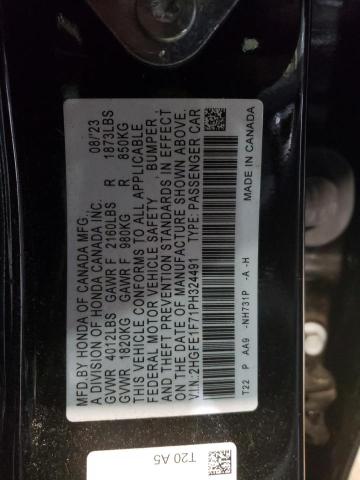 MFD.BY HONDA OF CANADA MFG. 08/'23
A DIVISION OF HONDA CANADA INC.
GVWR 4012LBS GAWR F 2160LBS R 1873LBS
GVWR 1820KG GAWR F 980KG R 850KG
THIS VEHICLE CONFORMS TO ALL APPLICABLE
FEDERAL MOTOR VEHICLE SAFETY , BUMPER, AND
THEFT PREVENTION STANDARDS IN EFFECT
ON THE DATE OF MANUFACTURE SHOWN ABOVE.
V.I.N.:2HGFE1F71PH324491 TYPE:PASSENGER CAR
T22 P AA9 -NH731P -A -H MADE IN CANADA
T20 A5